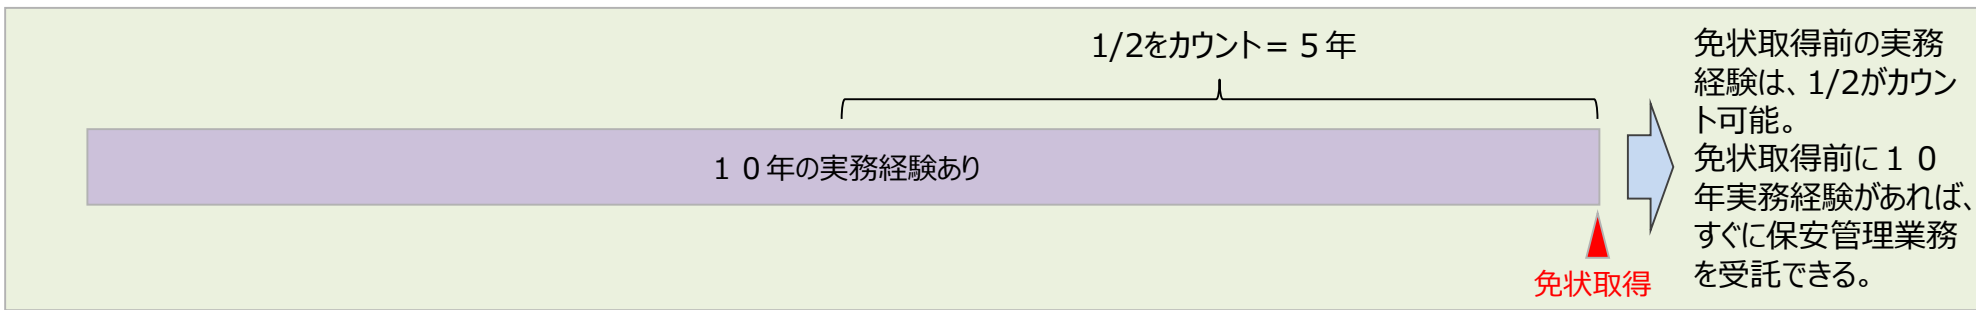 1/2をカウント=５年
１０年の実務経験あり
免状取得
免状取得前の実務
経験は、1/2がカウン
ト可能。
免状取得前に１０
年実務経験があれば、
すぐに保安管理業務
を受託できる。